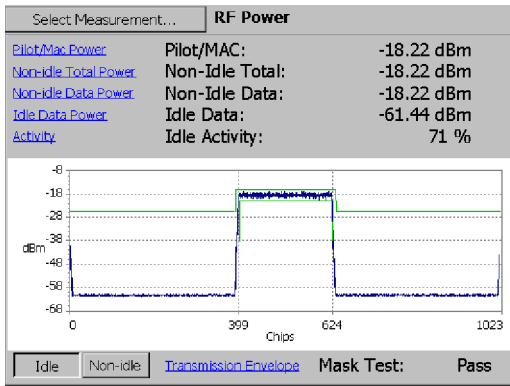 Select Measurement... RF Power
Pilot/Mac Power Pilot/MAC: -18.22 dBm
Non-idle Total Power Non-Idle Total: -18.22 dBm
Non-idle Data Power Non-Idle Data: -18.22 dBm
Idle Data Power Idle Data: -61.44 dBm
Activity Idle Activity: 71 %
-8
-18
-28
-38
dBm
-48
-58
-68
0 399 624 1023
Chips
Idle Non-idle Transmission Envelope Mask Test: Pass